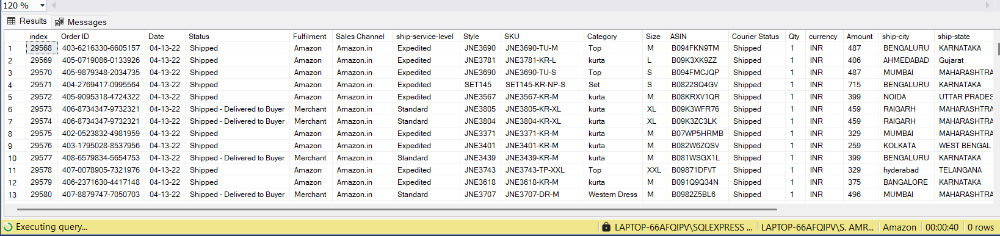 120 %
Results Messages
index Order ID Date Status Fulfilment Sales Channel ship-service-level Style SKU Category Size ASIN Courier Status Qty currency Amount ship-city ship-state
1 29568 403-6216330-6605157 04-13-22 Shipped Amazon Amazon.in Expedited JNE3690 JNE3690-TU-M Top M B094FKN9TM Shipped 1 INR 487 BENGALURU KARNATAKA
2 29569 405-0719086-0133926 04-13-22 Shipped Amazon Amazon.in Expedited JNE3781 JNE3781-KR-L kurta L B09K3XK9ZZ Shipped 1 INR 406 AHMEDABAD Gujarat
3 29570 405-9879348-2034735 04-13-22 Shipped Amazon Amazon.in Expedited JNE3690 JNE3690-TU-S Top S B094FMCJQP Shipped 1 INR 487 MUMBAI MAHARASHTRA
4 29571 404-2769417-0995564 04-13-22 Shipped Amazon Amazon.in Expedited SET145 SET145-KR-NP-S Set S B0822SQ4GV Shipped 1 INR 715 BENGALURU KARNATAKA
5 29572 405-9095318-4724322 04-13-22 Shipped Amazon Amazon.in Expedited JNE3567 JNE3567-KR-M kurta M B08KRXV1QR Shipped 1 INR 399 NOIDA UTTAR PRADES
6 29573 406-8734347-9732321 04-13-22 Shipped - Delivered to Buyer Merchant Amazon.in Standard JNE3805 JNE3805-KR-XL kurta XL B09K3WFR76 Shipped 1 INR 459 RAIGARH MAHARASHTRA
7 29574 406-8734347-9732321 04-13-22 Shipped - Delivered to Buyer Merchant Amazon.in Standard JNE3804 JNE3804-KR-XL kurta XL B09K3ZC3LK Shipped 1 INR 459 RAIGARH MAHARASHTRA
8 29575 402-0523832-4981959 04-13-22 Shipped Amazon Amazon.in Expedited JNE3371 JNE3371-KR-M kurta M B07WP5HRMB Shipped 1 INR 329 MUMBAI MAHARASHTRA
9 29576 403-1795028-8537956 04-13-22 Shipped Amazon Amazon.in Expedited JNE3401 JNE3401-KR-M kurta M B082W6ZQSV Shipped 1 INR 259 KOLKATA WEST BENGAL
10 29577 408-6579834-5654753 04-13-22 Shipped - Delivered to Buyer Merchant Amazon.in Standard JNE3439 JNE3439-KR-M kurta M B081WSGX1L Shipped 1 INR 399 BENGALURU KARNATAKA
11 29578 407-0078905-7321976 04-13-22 Shipped Amazon Amazon.in Expedited JNE3743 JNE3743-TP-XXL Top XXL B09871DFVT Shipped 1 INR 329 hyderabad TELANGANA
12 29579 406-2371630-4417148 04-13-22 Shipped Amazon Amazon.in Expedited JNE3618 JNE3618-KR-M kurta M B091Q9Q34N Shipped 1 INR 375 BANGALORE KARNATAKA
13 29580 407-8879747-7050703 04-13-22 Shipped - Delivered to Buyer Merchant Amazon.in Standard JNE3707 JNE3707-DR-M Western Dress M B0982Z5BL6 Shipped 1 INR 496 MUMBAI MAHARASHTRA
Executing query... LAPTOP-66AFQIPV\SQLEXPRESS ... LAPTOP-66AFQIPV\S. AMR... Amazon 00:00:40 0 rows